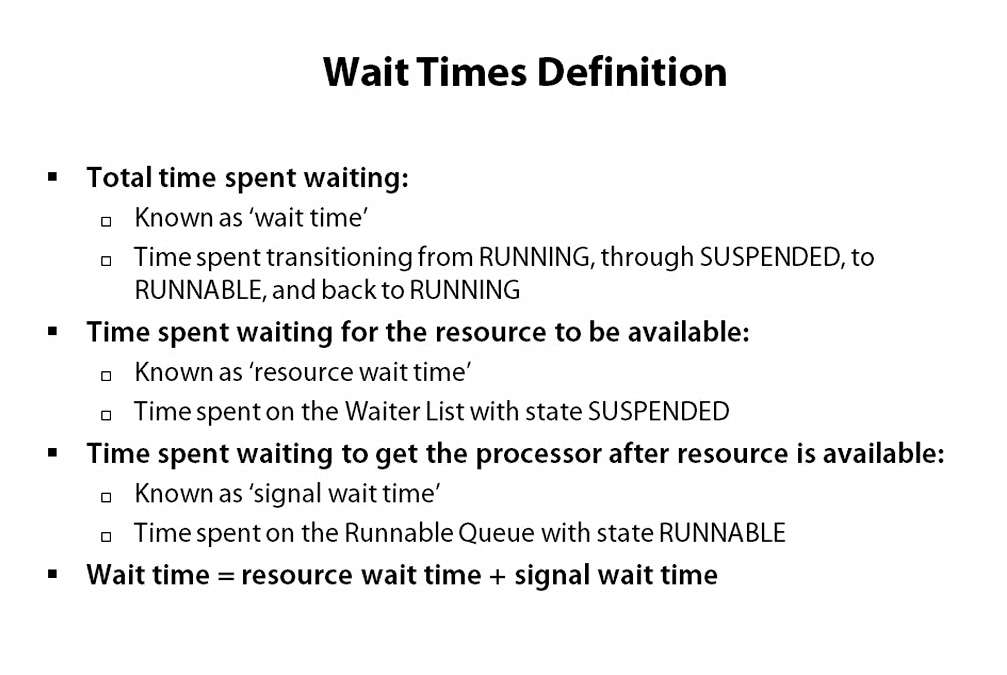 Wait Times Definition
▪ Total time spent waiting:
▫ Known as ‘wait time’
▫ Time spent transitioning from RUNNING, through SUSPENDED, to
RUNNABLE, and back to RUNNING
▪ Time spent waiting for the resource to be available:
▫ Known as ‘resource wait time’
▫ Time spent on the Waiter List with state SUSPENDED
▪ Time spent waiting to get the processor after resource is available:
▫ Known as ‘signal wait time’
▫ Time spent on the Runnable Queue with state RUNNABLE
▪ Wait time = resource wait time + signal wait time